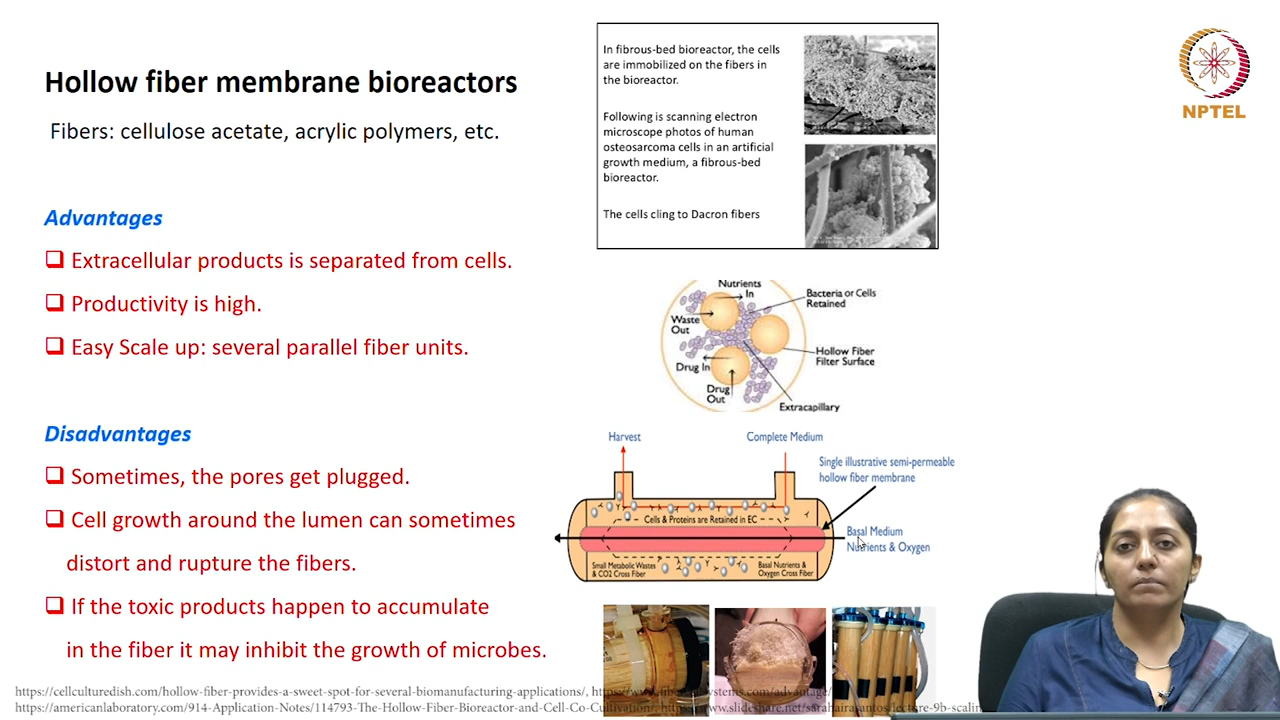 Hollow fiber membrane bioreactors
Fibers: cellulose acetate, acrylic polymers, etc.
Advantages
Extracellular products is separated from cells.
Productivity is high.
Easy Scale up: several parallel fiber units.
Disadvantages
Sometimes, the pores get plugged.
Cell growth around the lumen can sometimes
distort and rupture the fibers.
If the toxic products happen to accumulate
in the fiber it may inhibit the growth of microbes.
In fibrous-bed bioreactor, the cells
are immobilized on the fibers in
the bioreactor.
Following is scanning electron
microscope photos of human
osteosarcoma cells in an artificial
growth medium, a fibrous-bed
bioreactor.
The cells cling to Dacron fibers
NPTEL
Nutrients
In
Bacteria or Cells
Retained
Waste
Out
Hollow Fiber
Filter Surface
Drug In
Drug
Out
Extracapillary
Harvest
Complete Medium
Single illustrative semi-permeable
hollow fiber membrane
Cells & Proteins are Retained in EC
Basal Medium
Nutrients & Oxygen
Small Metabolic Wastes
& CO2 Cross Fiber
Basal Nutrients &
Oxygen Cross Fiber
https://cellculturedish.com/hollow-fiber-provides-a-sweet-spot-for-several-biomanufacturing-applications/,
https://americanlaboratory.com/914-Application-Notes/114793-The-Hollow-Fiber-Bioreactor-and-Cell-Co-Cultivation/,